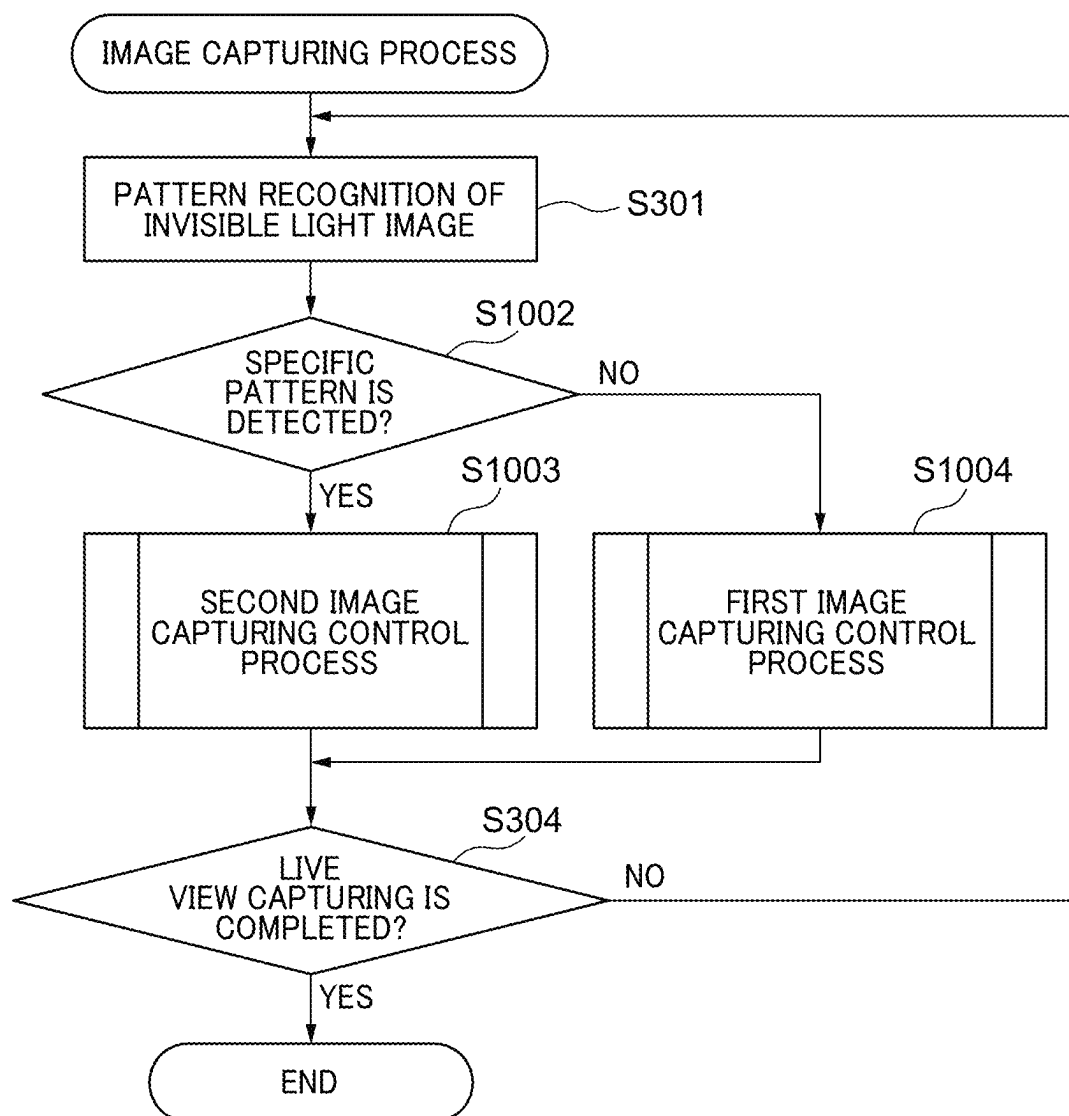 IMAGE CAPTURING PROCESS
PATTERN RECOGNITION OF
INVISIBLE LIGHT IMAGE
S301
S1002
SPECIFIC
PATTERN IS
DETECTED?
NO
YES
S1003
S1004
SECOND IMAGE
CAPTURING CONTROL
PROCESS
FIRST IMAGE
CAPTURING CONTROL
PROCESS
S304
LIVE
VIEW CAPTURING IS
COMPLETED?
NO
YES
END